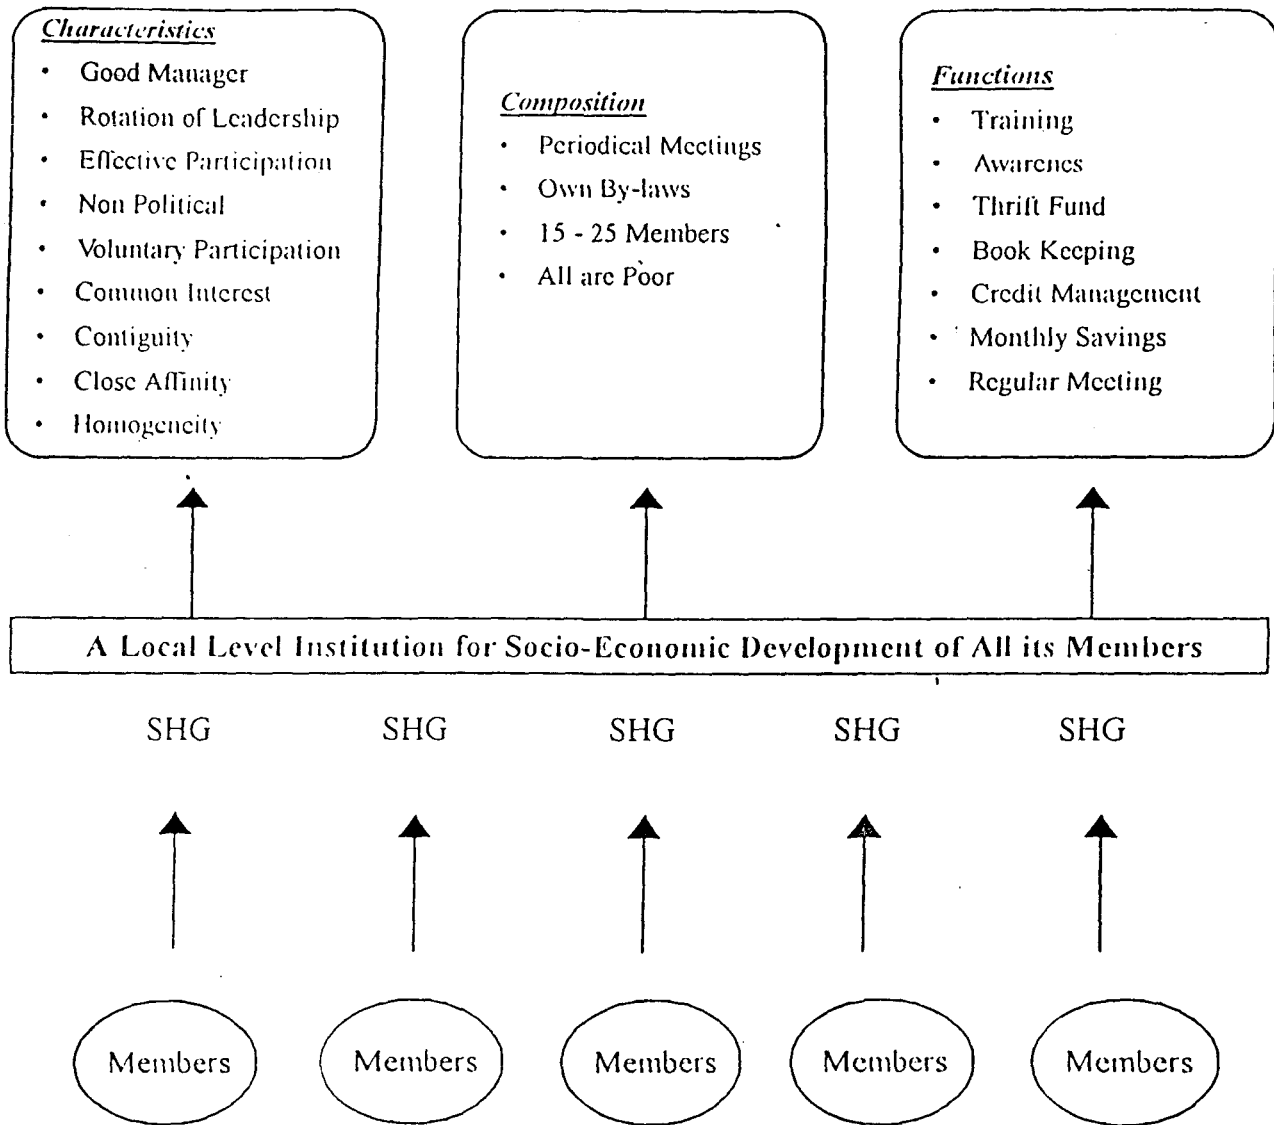 Characteristics
• Good Manager
• Rotation of Leadership
• Effective Participation
• Non Political
• Voluntary Participation
• Common Interest
• Contiguity
• Close Affinity
• Homogeneity
Composition
• Periodical Meetings
• Own By-laws
• 15 - 25 Members
• All are Poor
Functions
• Training
• Awarenes
• Thrift Fund
• Book Keeping
• Credit Management
• Monthly Savings
• Regular Meeting
A Local Level Institution for Socio-Economic Development of All its Members
SHG SHG SHG SHG SHG
Members Members Members Members Members